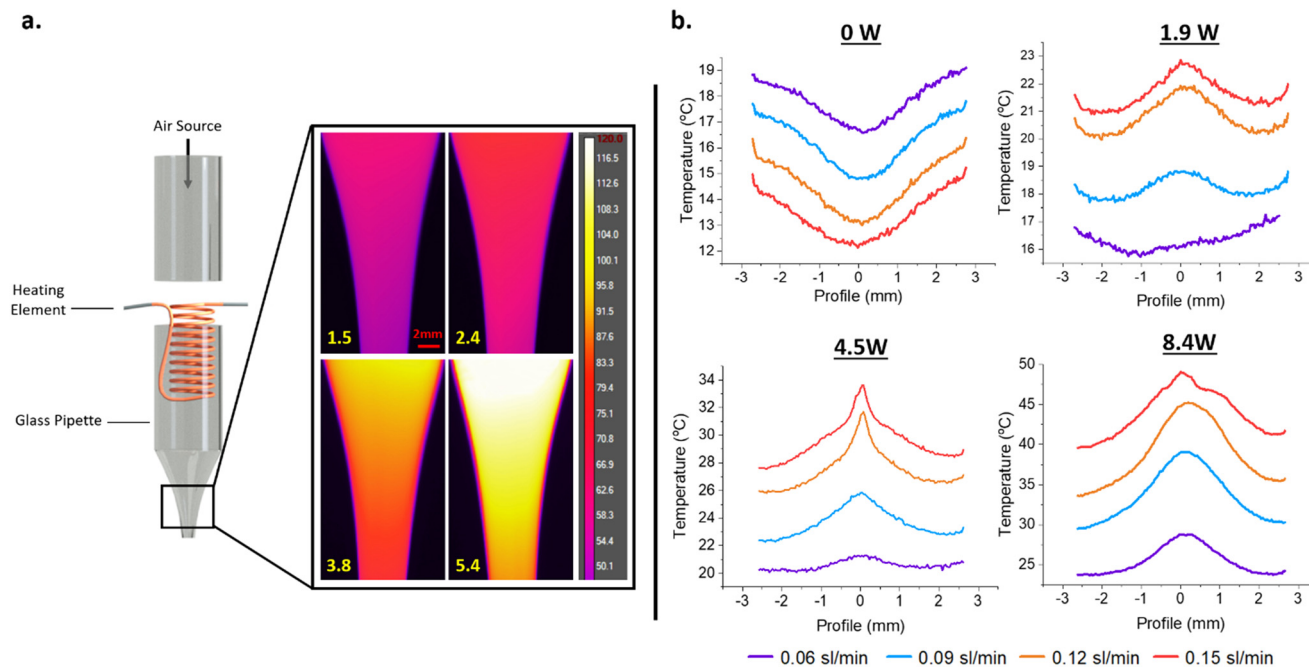 a.
Air Source
Heating
Element
Glass Pipette
1.5
2mm
2.4
3.8
5.4
120.0
116.5
112.6
108.3
104.0
100.1
95.8
91.5
87.6
83.3
79.4
75.1
70.8
66.9
62.6
58.3
54.4
50.1
b.
0 W
Temperature (°C)
19
18
17
16
15
14
13
12
-3 -2 -1 0 1 2 3
Profile (mm)
1.9 W
Temperature (°C)
23
22
21
20
19
18
17
16
-3 -2 -1 0 1 2 3
Profile (mm)
4.5W
Temperature (°C)
34
32
30
28
26
24
22
20
-3 -2 -1 0 1 2 3
Profile (mm)
8.4W
Temperature (°C)
50
45
40
35
30
25
-3 -2 -1 0 1 2 3
Profile (mm)
0.06 sl/min 0.09 sl/min 0.12 sl/min 0.15 sl/min